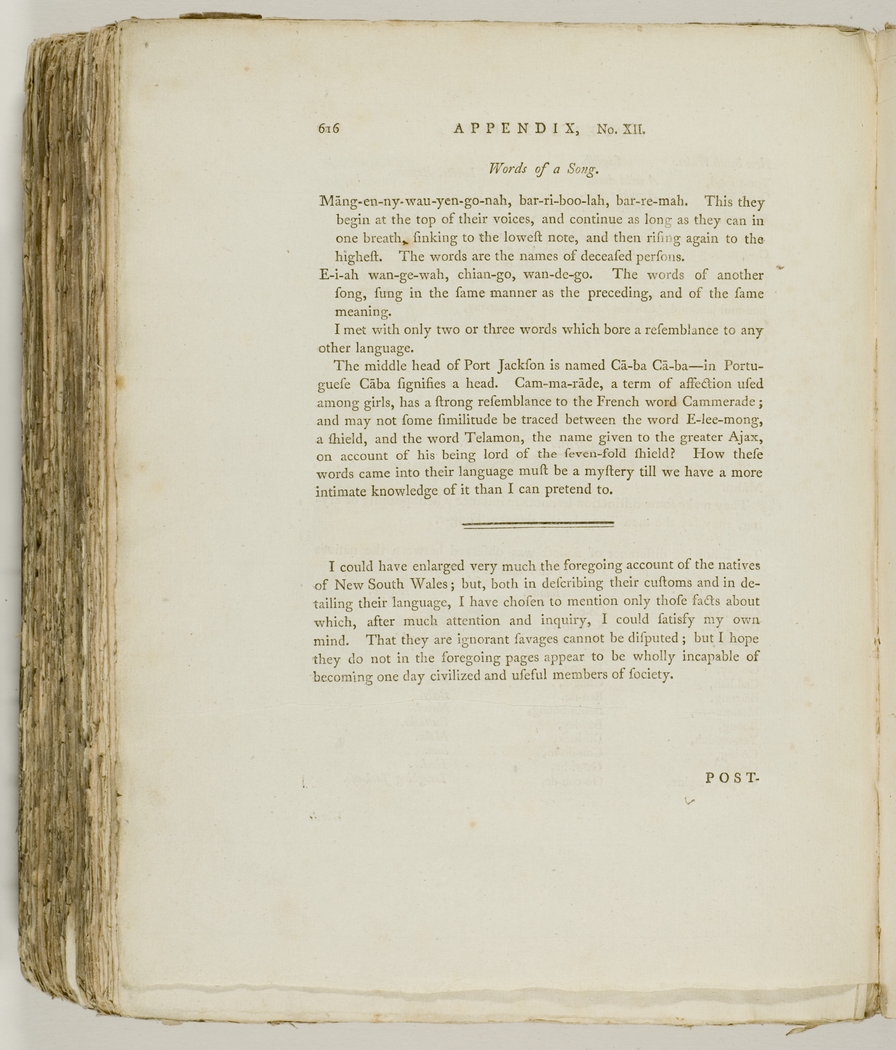 616 APPENDIX, No. XII.
Words of a Song.
Māng-en-ny-wau-yen-go-nah, bar-ri-boo-lah, bar-re-mah. This they
begin at the top of their voices, and continue as long as they can in
one breath, ſinking to the loweſt note, and then riſing again to the
higheſt. The words are the names of deceaſed perſons.
E-i-ah wan-ge-wah, chian-go, wan-de-go. The words of another
ſong, ſung in the ſame manner as the preceding, and of the ſame
meaning.
I met with only two or three words which bore a reſemblance to any
other language.
The middle head of Port Jackſon is named Cā-ba Cā-ba—in Portu-
gueſe Cāba ſignifies a head. Cam-ma-rāde, a term of affection uſed
among girls, has a ſtrong reſemblance to the French word Cammerade;
and may not ſome ſimilitude be traced between the word E-lee-mong,
a ſhield, and the word Telamon, the name given to the greater Ajax,
on account of his being lord of the ſeven-fold ſhield? How theſe
words came into their language muſt be a myſtery till we have a more
intimate knowledge of it than I can pretend to.
I could have enlarged very much the foregoing account of the natives
of New South Wales; but, both in deſcribing their cuſtoms and in de-
tailing their language, I have choſen to mention only thoſe facts about
which, after much attention and inquiry, I could ſatisfy my own
mind. That they are ignorant ſavages cannot be diſputed; but I hope
they do not in the foregoing pages appear to be wholly incapable of
becoming one day civilized and uſeful members of ſociety.
POST-